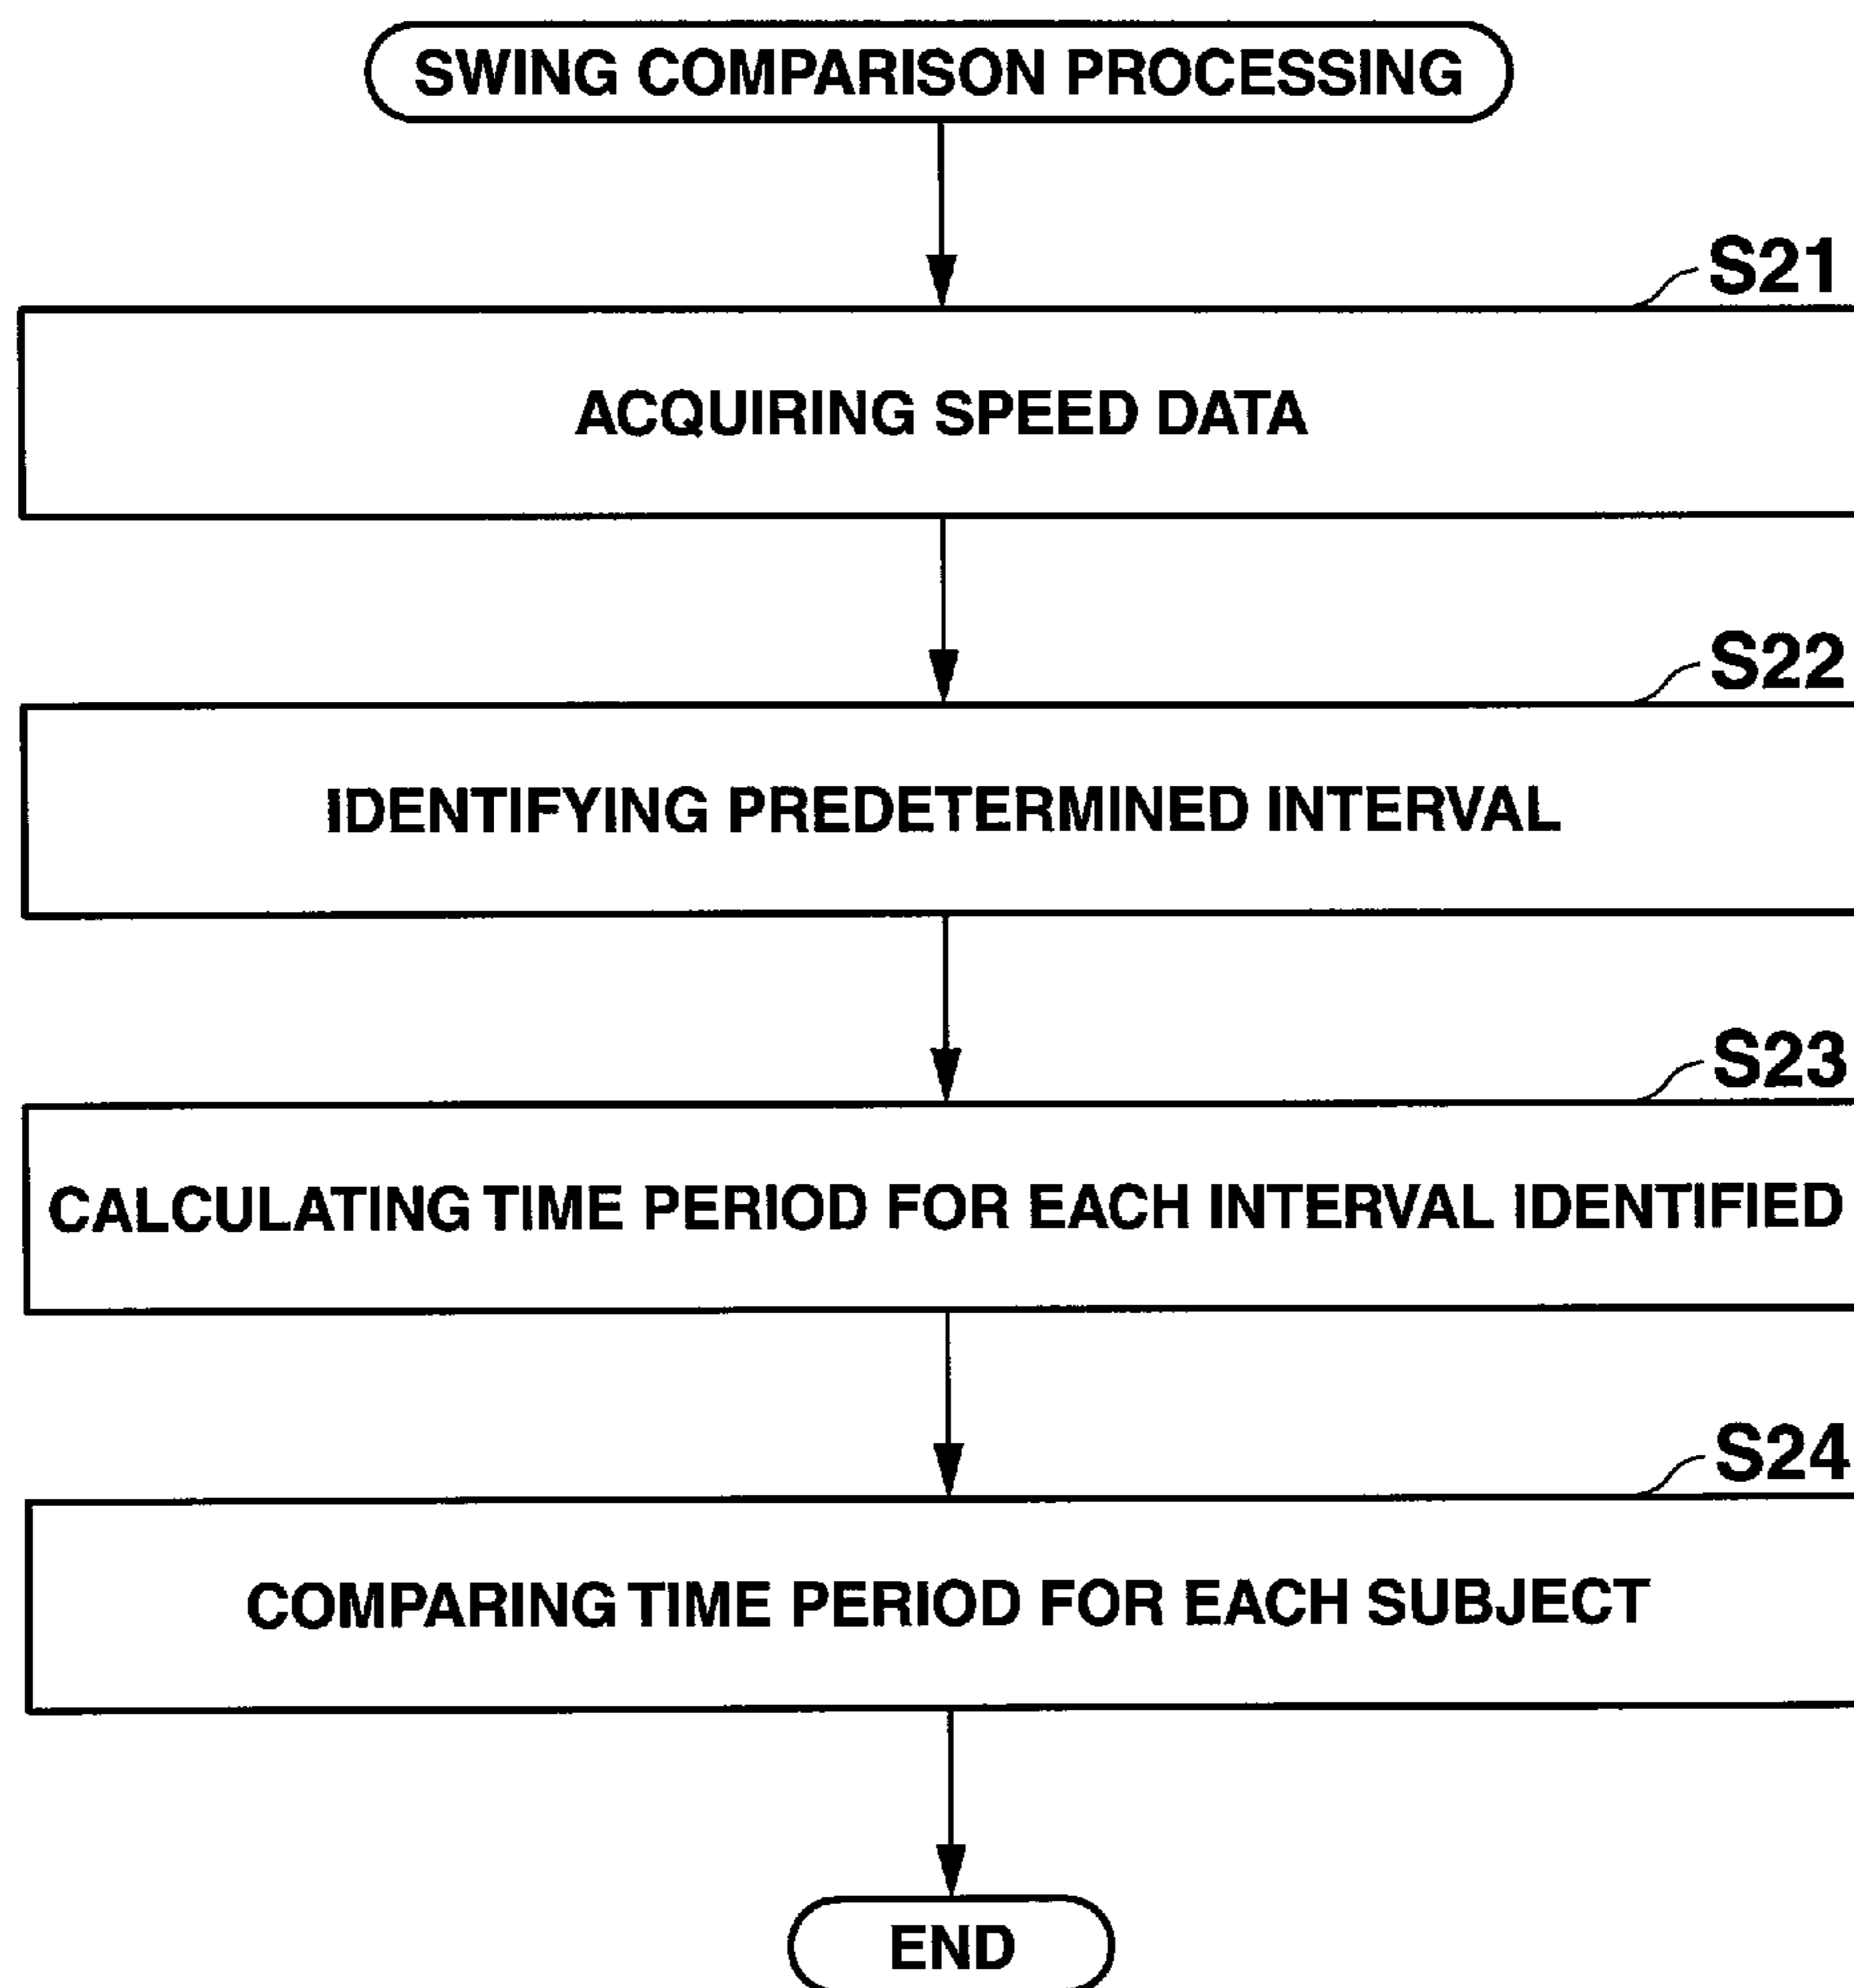 SWING COMPARISON PROCESSING
S21
ACQUIRING SPEED DATA
S22
IDENTIFYING PREDETERMINED INTERVAL
S23
CALCULATING TIME PERIOD FOR EACH INTERVAL IDENTIFIED
S24
COMPARING TIME PERIOD FOR EACH SUBJECT
END